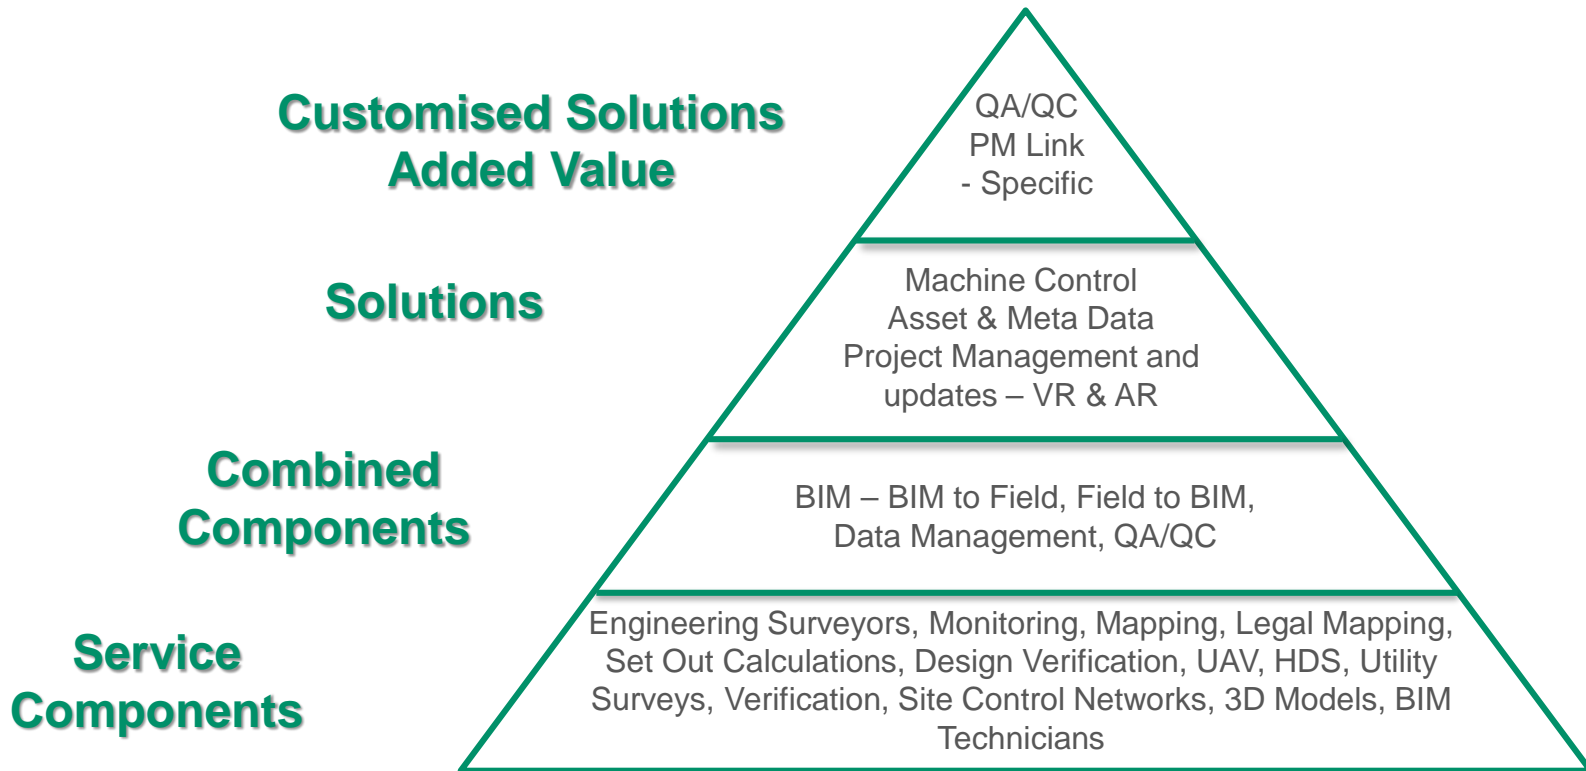 Customised Solutions
Added Value
QA/QC
PM Link
- Specific
Solutions
Machine Control
Asset & Meta Data
Project Management and
updates – VR & AR
Combined
Components
BIM – BIM to Field, Field to BIM,
Data Management, QA/QC
Service
Components
Engineering Surveyors, Monitoring, Mapping, Legal Mapping,
Set Out Calculations, Design Verification, UAV, HDS, Utility
Surveys, Verification, Site Control Networks, 3D Models, BIM
Technicians